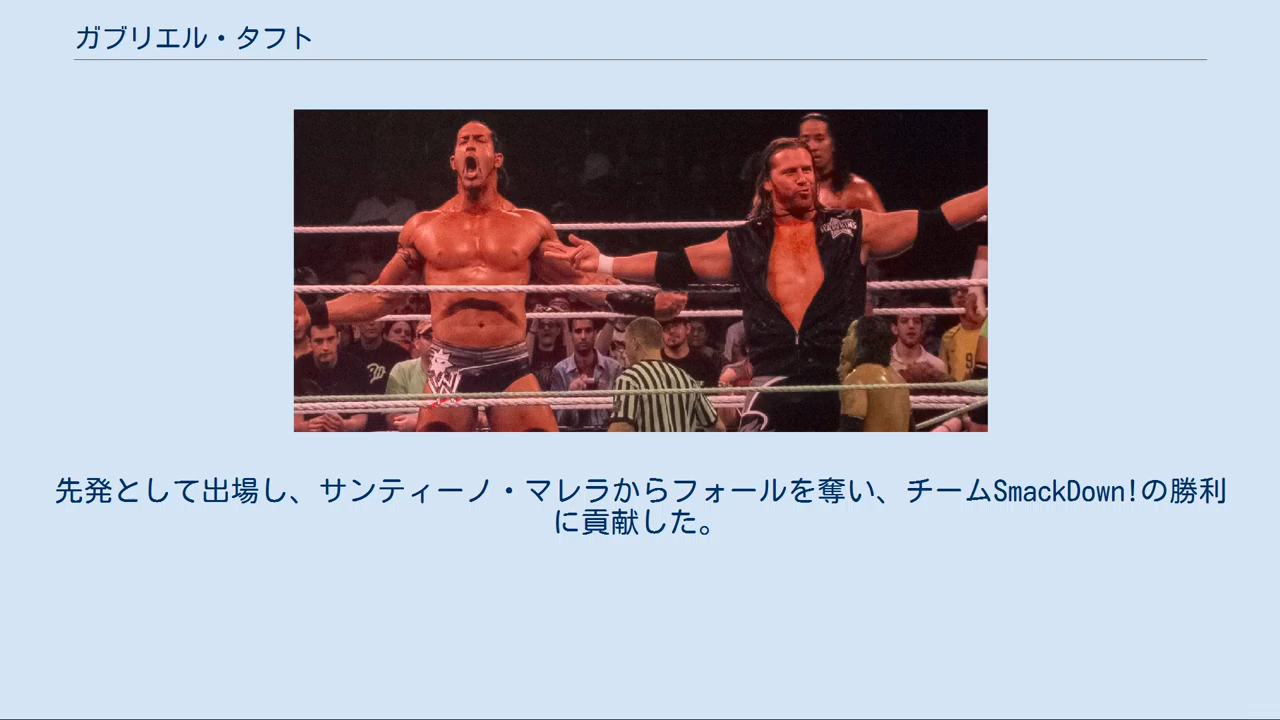 ガブリエル・タフト
先発として出場し、サンティーノ・マレラからフォールを奪い、チームSmackDown!の勝利
に貢献した。